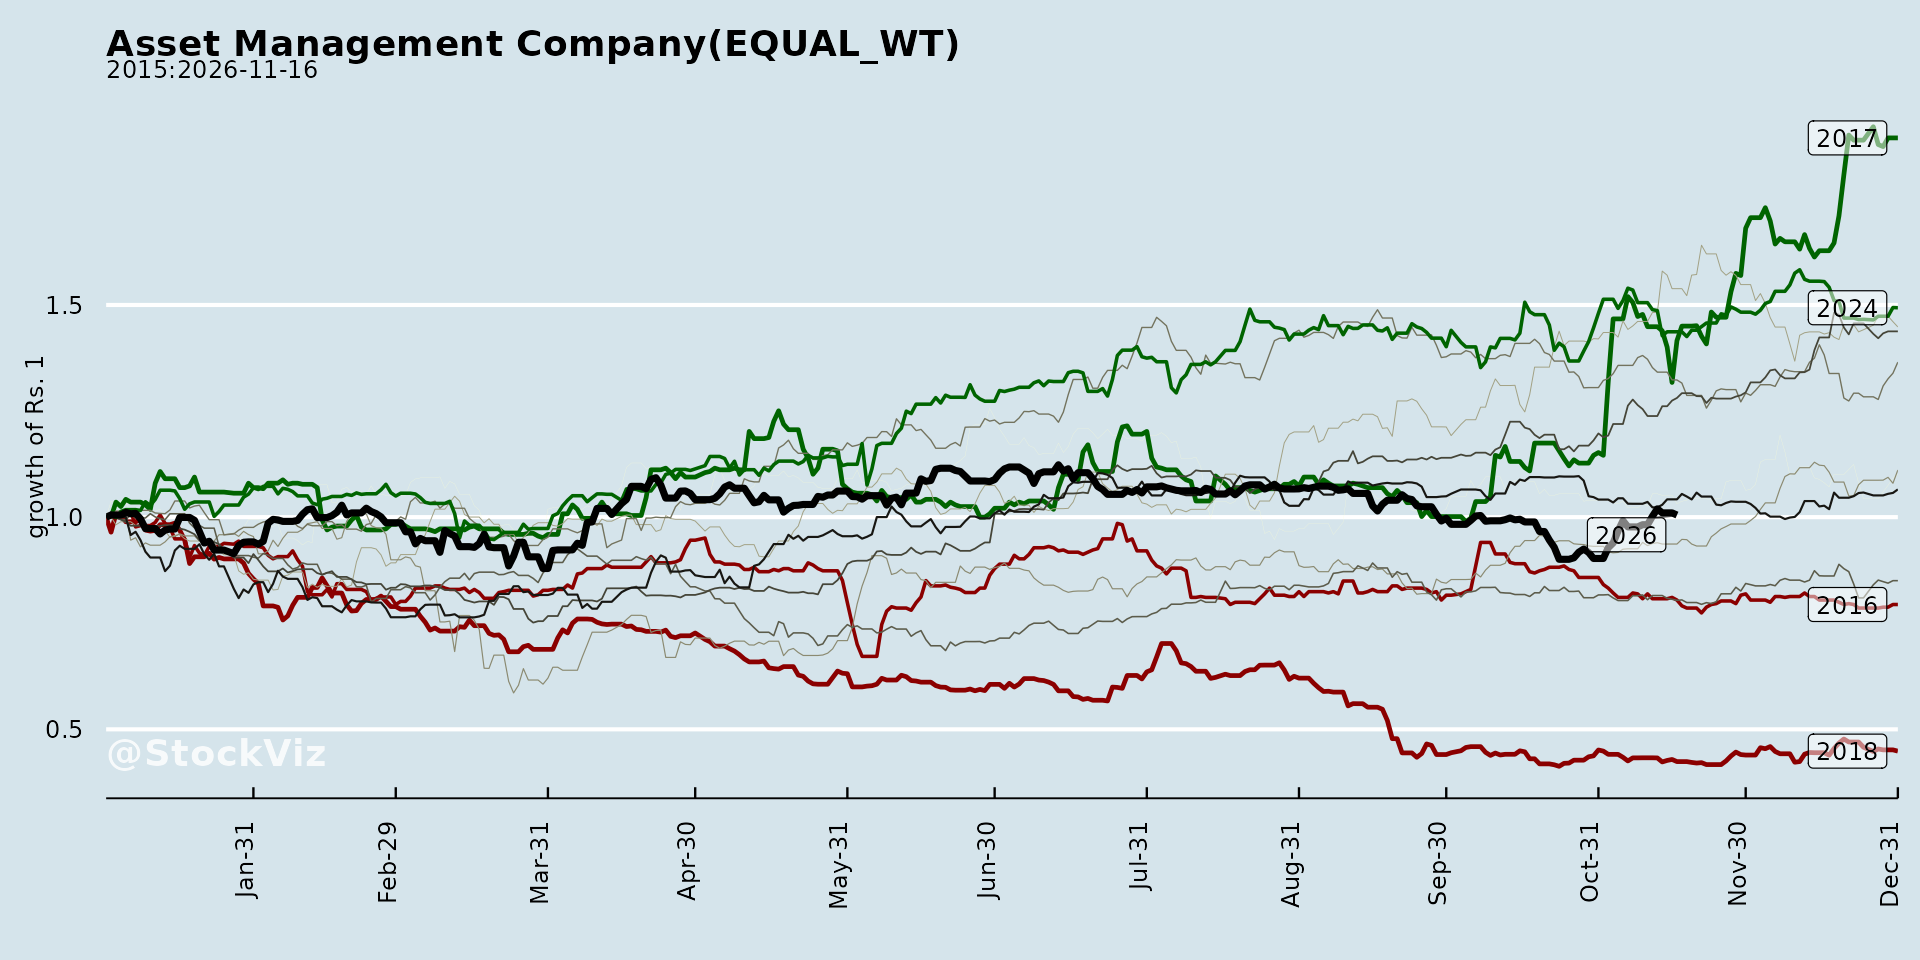 Asset Management Company(EQUAL_WT)
2015:2026-11-16
growth of Rs. 1
1.5
1.0
0.5
2017
2024
2026
2016
2018
@StockViz
Jan-31
Feb-29
Mar-31
Apr-30
May-31
Jun-30
Jul-31
Aug-31
Sep-30
Oct-31
Nov-30
Dec-31